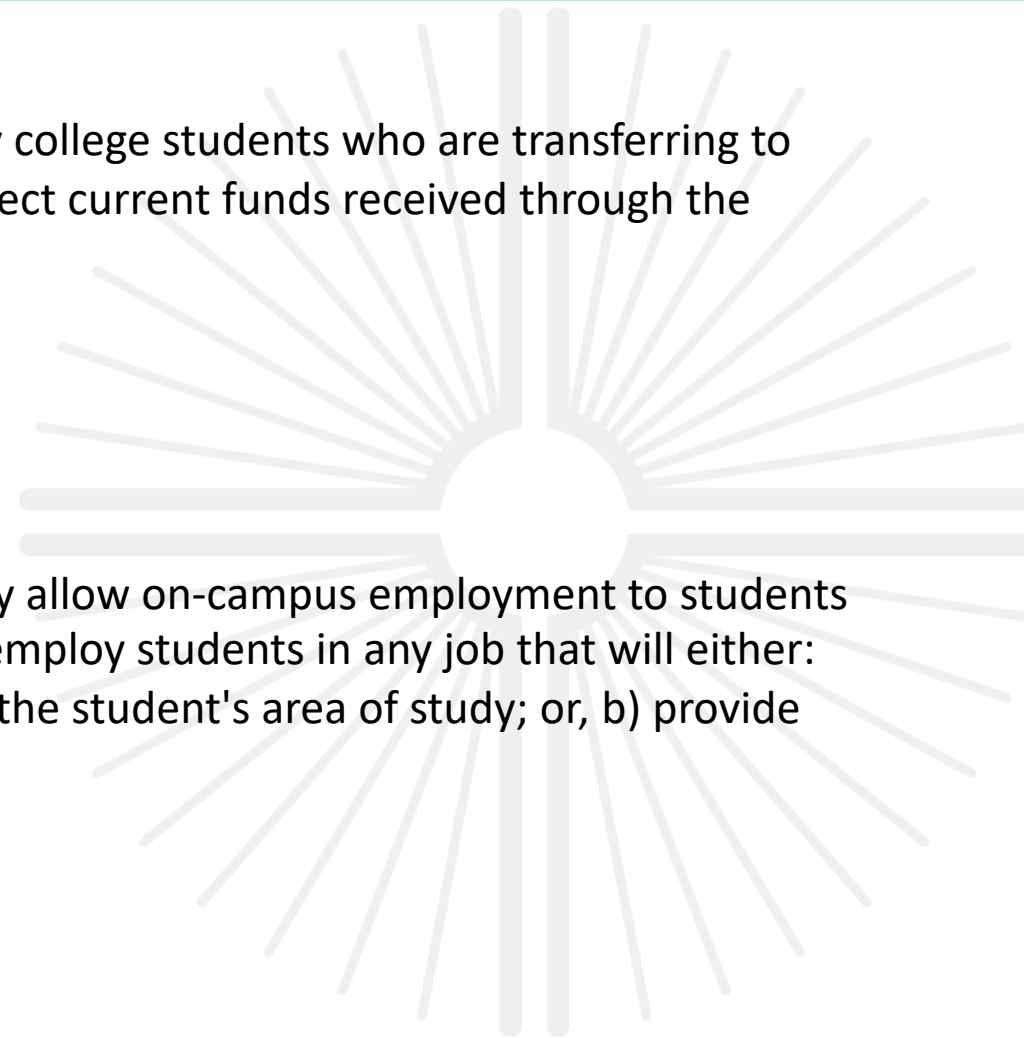 college students who are transferring to
ect current funds received through the
y allow on-campus employment to students
employ students in any job that will either:
the student's area of study; or, b) provide